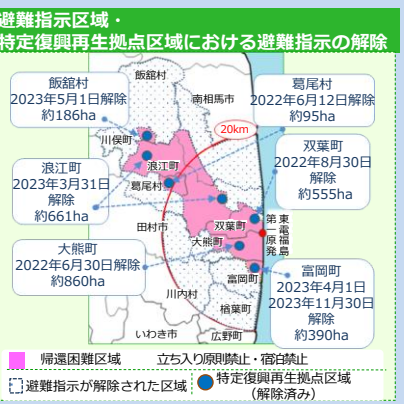 避難指示区域・
特定復興再生拠点区域における避難指示の解除
飯舘村
2023年5月1日解除
約186ha
飯舘村
南相馬市
葛尾村
2022年6月12日解除
約95ha
川俣町
20km
双葉町
2022年8月30日
解除
約555ha
浪江町
2023年3月31日
解除
約661ha
浪江町
葛尾村
田村市
双葉町
大熊町
東電福島
第一原発
大熊町
2022年6月30日解除
約860ha
富岡町
川内村
楢葉町
富岡町
2023年4月1日
2023年11月30日
解除
約390ha
いわき市
広野町
帰還困難区域 立ち入り原則禁止・宿泊禁止
避難指示が解除された区域
特定復興再生拠点区域
（解除済み）